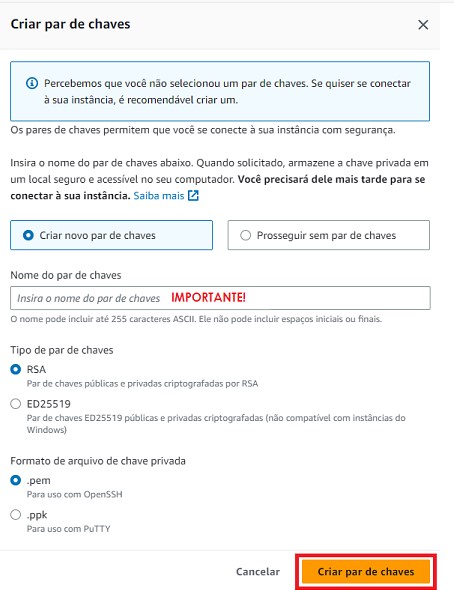 Criar par de chaves
Percebemos que você não selecionou um par de chaves. Se quiser se conectar
à sua instância, é recomendável criar um.
Os pares de chaves permitem que você se conecte à sua instância com segurança.
Insira o nome do par de chaves abaixo. Quando solicitado, armazene a chave privada em
um local seguro e acessível no seu computador. Você precisará dele mais tarde para se
conectar à sua instância. Saiba mais
Criar novo par de chaves
Prosseguir sem par de chaves
Nome do par de chaves
Insira o nome do par de chaves IMPORTANTE!
O nome pode incluir até 255 caracteres ASCII. Ele não pode incluir espaços iniciais ou finais.
Tipo de par de chaves
RSA
Par de chaves públicas e privadas criptografadas por RSA
ED25519
Par de chaves ED25519 públicas e privadas criptografadas (não compatível com instâncias do
Windows)
Formato de arquivo de chave privada
.pem
Para uso com OpenSSH
.ppk
Para uso com PuTTY
Cancelar
Criar par de chaves